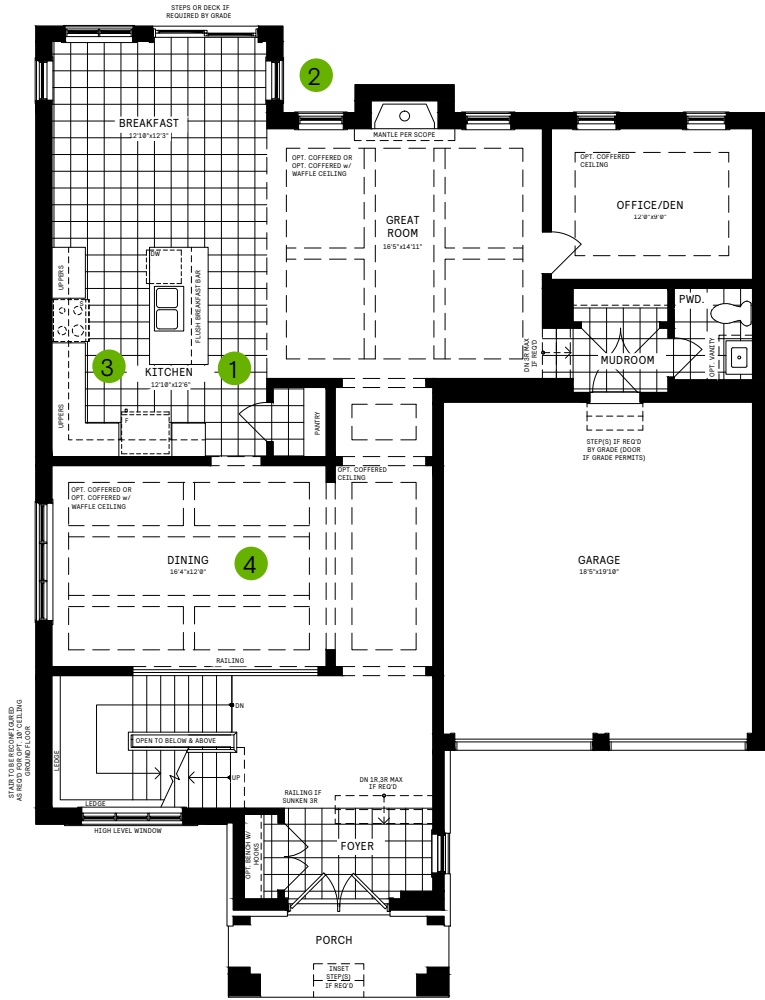 STEPS OR DECK IF
REQUIRED BY GRADE
2
BREAKFAST
12'10"x12'3"
MANTLE PER SCOPE
OPT. COFFERED OR
OPT. COFFERED w/
WAFFLE CEILING
OPT. COFFERED
CEILING
GREAT
ROOM
16'5"x14'11"
OFFICE/DEN
12'0"x9'0"
UPPERS
DW
FLUSH BREAKFAST BAR
S
PWD.
OPT. VANITY
DN 3R MAX
IF REQ'D
MUDROOM
3
KITCHEN
12'10"x12'6"
1
UPPERS
F
PANTRY
STEP(S) IF REQ'D
BY GRADE (DOOR
IF GRADE PERMITS)
OPT. COFFERED
CEILING
OPT. COFFERED OR
OPT. COFFERED w/
WAFFLE CEILING
DINING
16'4"x12'0"
4
GARAGE
18'5"x19'10"
RAILING
DN
OPEN TO BELOW & ABOVE
UP
LEDGE
LEDGE
STAIR TO BE RECONFIGURED
AS REQ'D FOR OPT. 10' CEILING
GROUND FLOOR
HIGH LEVEL WINDOW
RAILING IF
SUNKEN 3R
DN 1R,3R MAX
IF REQ'D
OPT. BENCH W/
HOOKS
FOYER
PORCH
INSET
STEP(S)
IF REQ'D